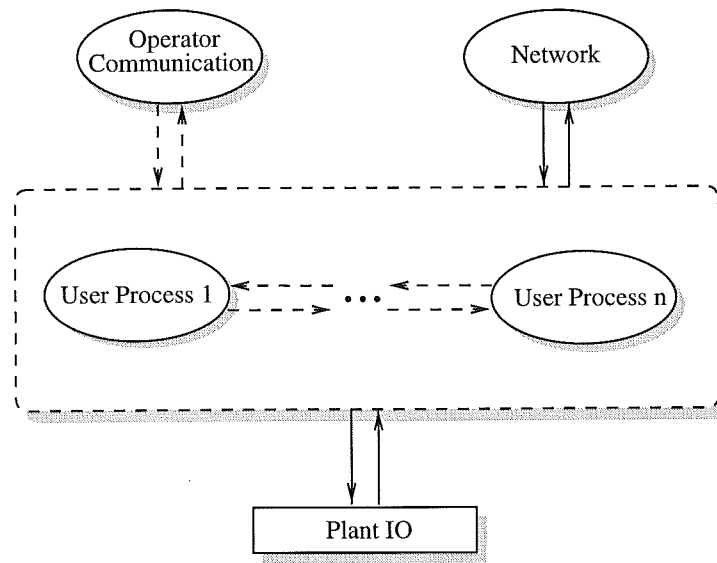 Operator
Communication
Network
User Process 1
...
User Process n
Plant IO